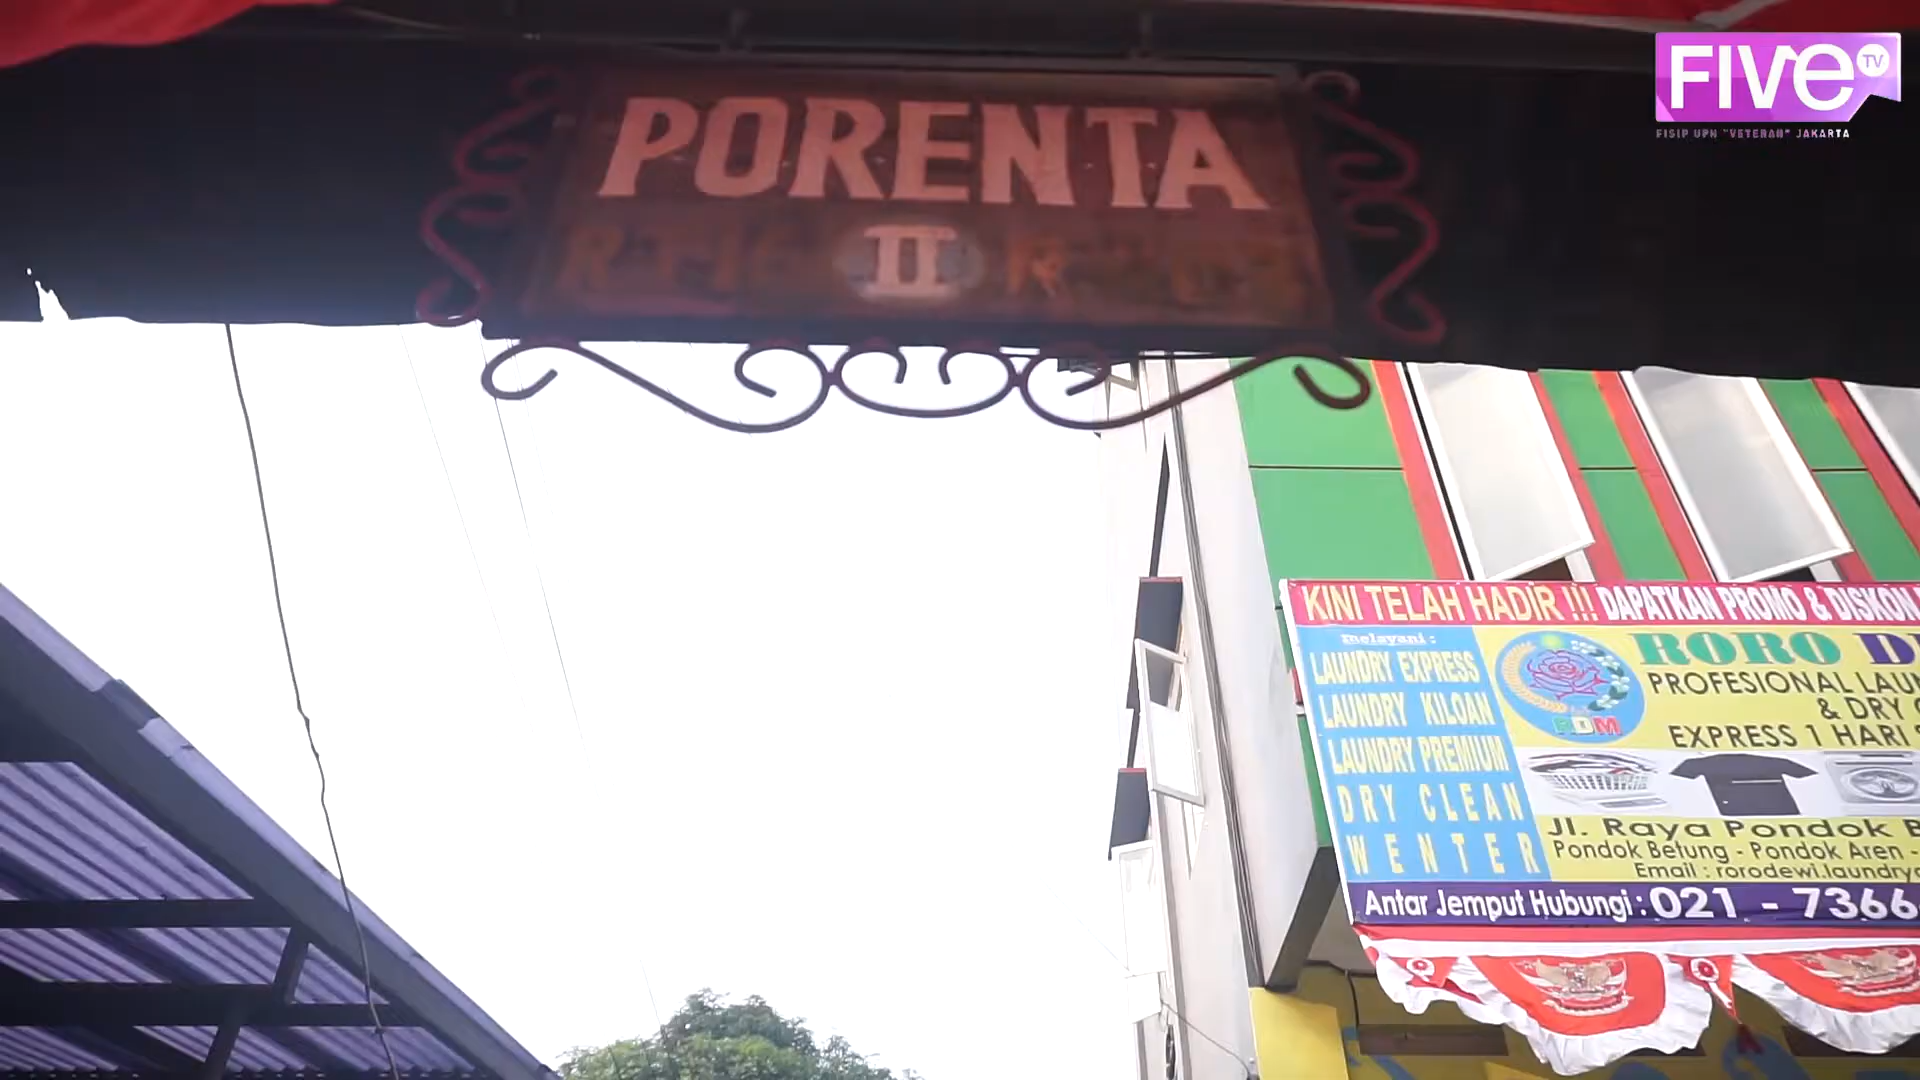 FIVE TV
FISIP UPN "VETERAN" JAKARTA
PORENTA
II
KINI TELAH HADIR !!! DAPATKAN PROMO & DISKON
melayani :
LAUNDRY EXPRESS
LAUNDRY KILOAN
LAUNDRY PREMIUM
DRY CLEAN
WENTER
RDM
RORO
PROFESIONAL
& DRY
EXPRESS 1 HARI
Jl. Raya Pondok
Pondok Betung - Pondok Aren -
Email : rorodewi.laundry
Antar Jemput Hubungi : 021 - 7366